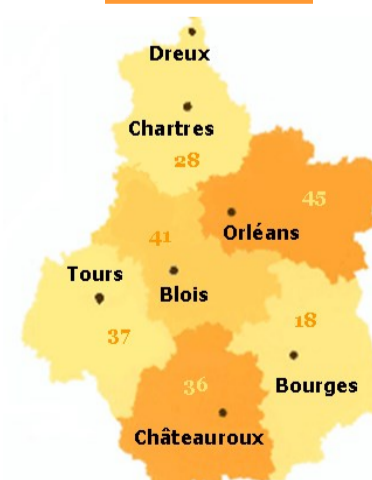 Dreux
Chartres
28
45
Orléans
41
Tours
Blois
37
18
36
Bourges
Châteauroux